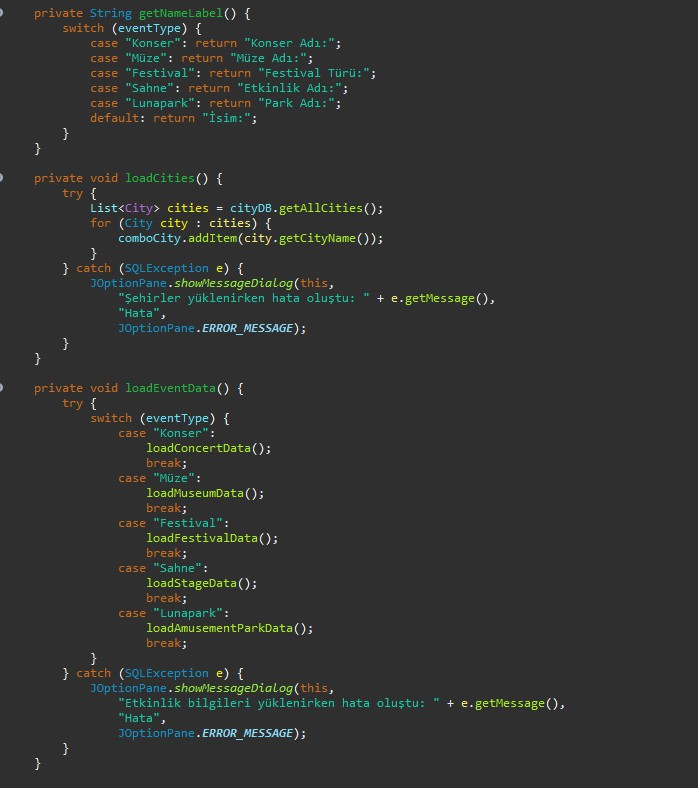 private String getNameLabel() {
switch (eventType) {
case "Konser": return "Konser Adı:";
case "Müze": return "Müze Adı:";
case "Festival": return "Festival Türü:";
case "Sahne": return "Etkinlik Adı:";
case "Lunapark": return "Park Adı:";
default: return "İsim:";
}
}
private void loadCities() {
try {
List<City> cities = cityDB.getAllCities();
for (City city : cities) {
comboCity.addItem(city.getCityName());
}
} catch (SQLException e) {
JOptionPane.showMessageDialog(this,
"Şehirler yüklenirken hata oluştu: " + e.getMessage(),
"Hata",
JOptionPane.ERROR_MESSAGE);
}
}
private void loadEventData() {
try {
switch (eventType) {
case "Konser":
loadConcertData();
break;
case "Müze":
loadMuseumData();
break;
case "Festival":
loadFestivalData();
break;
case "Sahne":
loadStageData();
break;
case "Lunapark":
loadAmusementParkData();
break;
}
} catch (SQLException e) {
JOptionPane.showMessageDialog(this,
"Etkinlik bilgileri yüklenirken hata oluştu: " + e.getMessage(),
"Hata",
JOptionPane.ERROR_MESSAGE);
}
}